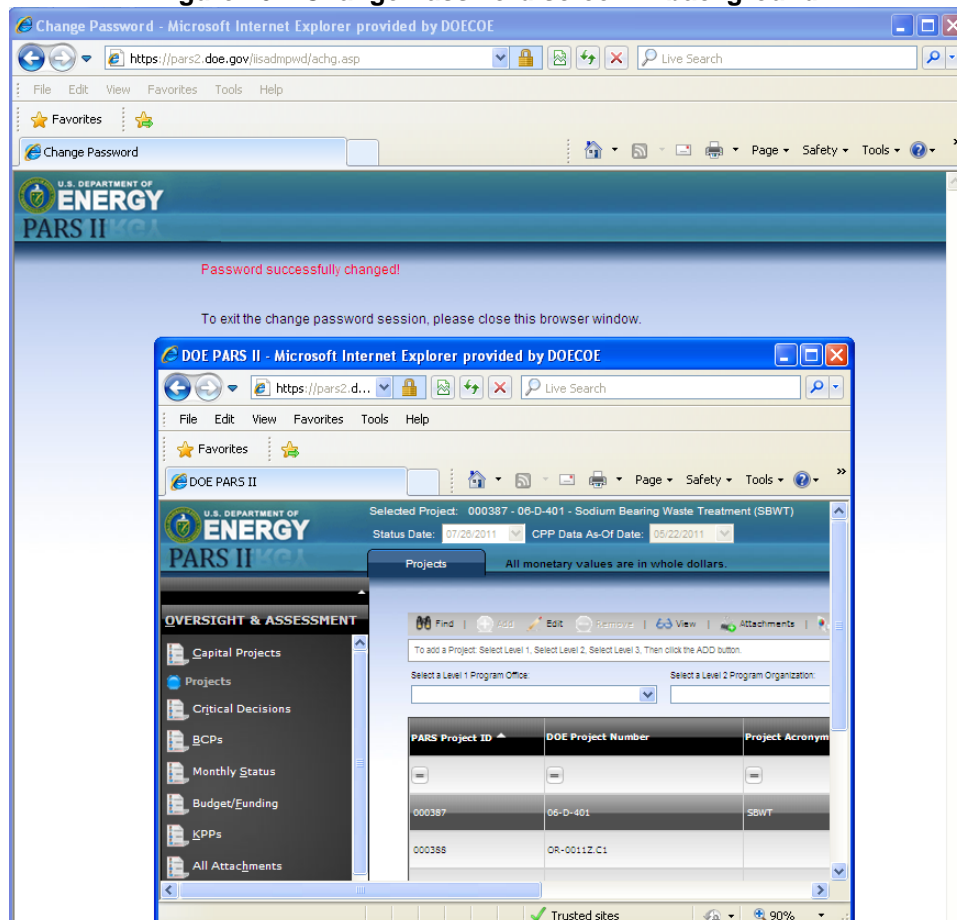 Change Password - Microsoft Internet Explorer provided by DOECOE
https://pars2.doe.gov/iisadmpwd/achg.asp
Live Search
File Edit View Favorites Tools Help
Favorites
Change Password
Page Safety Tools
U.S. DEPARTMENT OF
ENERGY
PARS II
Password successfully changed!
To exit the change password session, please close this browser window.
DOE PARS II - Microsoft Internet Explorer provided by DOECOE
https://pars2.d...
Live Search
File Edit View Favorites Tools Help
Favorites
DOE PARS II
Page Safety Tools
U.S. DEPARTMENT OF
ENERGY
PARS II
Selected Project: 000387 - 06-D-401 - Sodium Bearing Waste Treatment (SBWT)
Status Date: 07/26/2011 CPP Data As-Of Date: 05/22/2011
Projects All monetary values are in whole dollars.
OVERSIGHT & ASSESSMENT
Capital Projects
Projects
Critical Decisions
BCPs
Monthly Status
Budget/Funding
KPPs
All Attachments
Find | Add Edit Remove | View | Attachments |
To add a Project: Select Level 1, Select Level 2, Select Level 3, Then click the ADD button.
Select a Level 1 Program Office: Select a Level 2 Program Organization:
PARS Project ID DOE Project Number Project Acronym
= = =
000387 06-D-401 SBWT
000388 OR-0011Z.C1
Trusted sites 90%